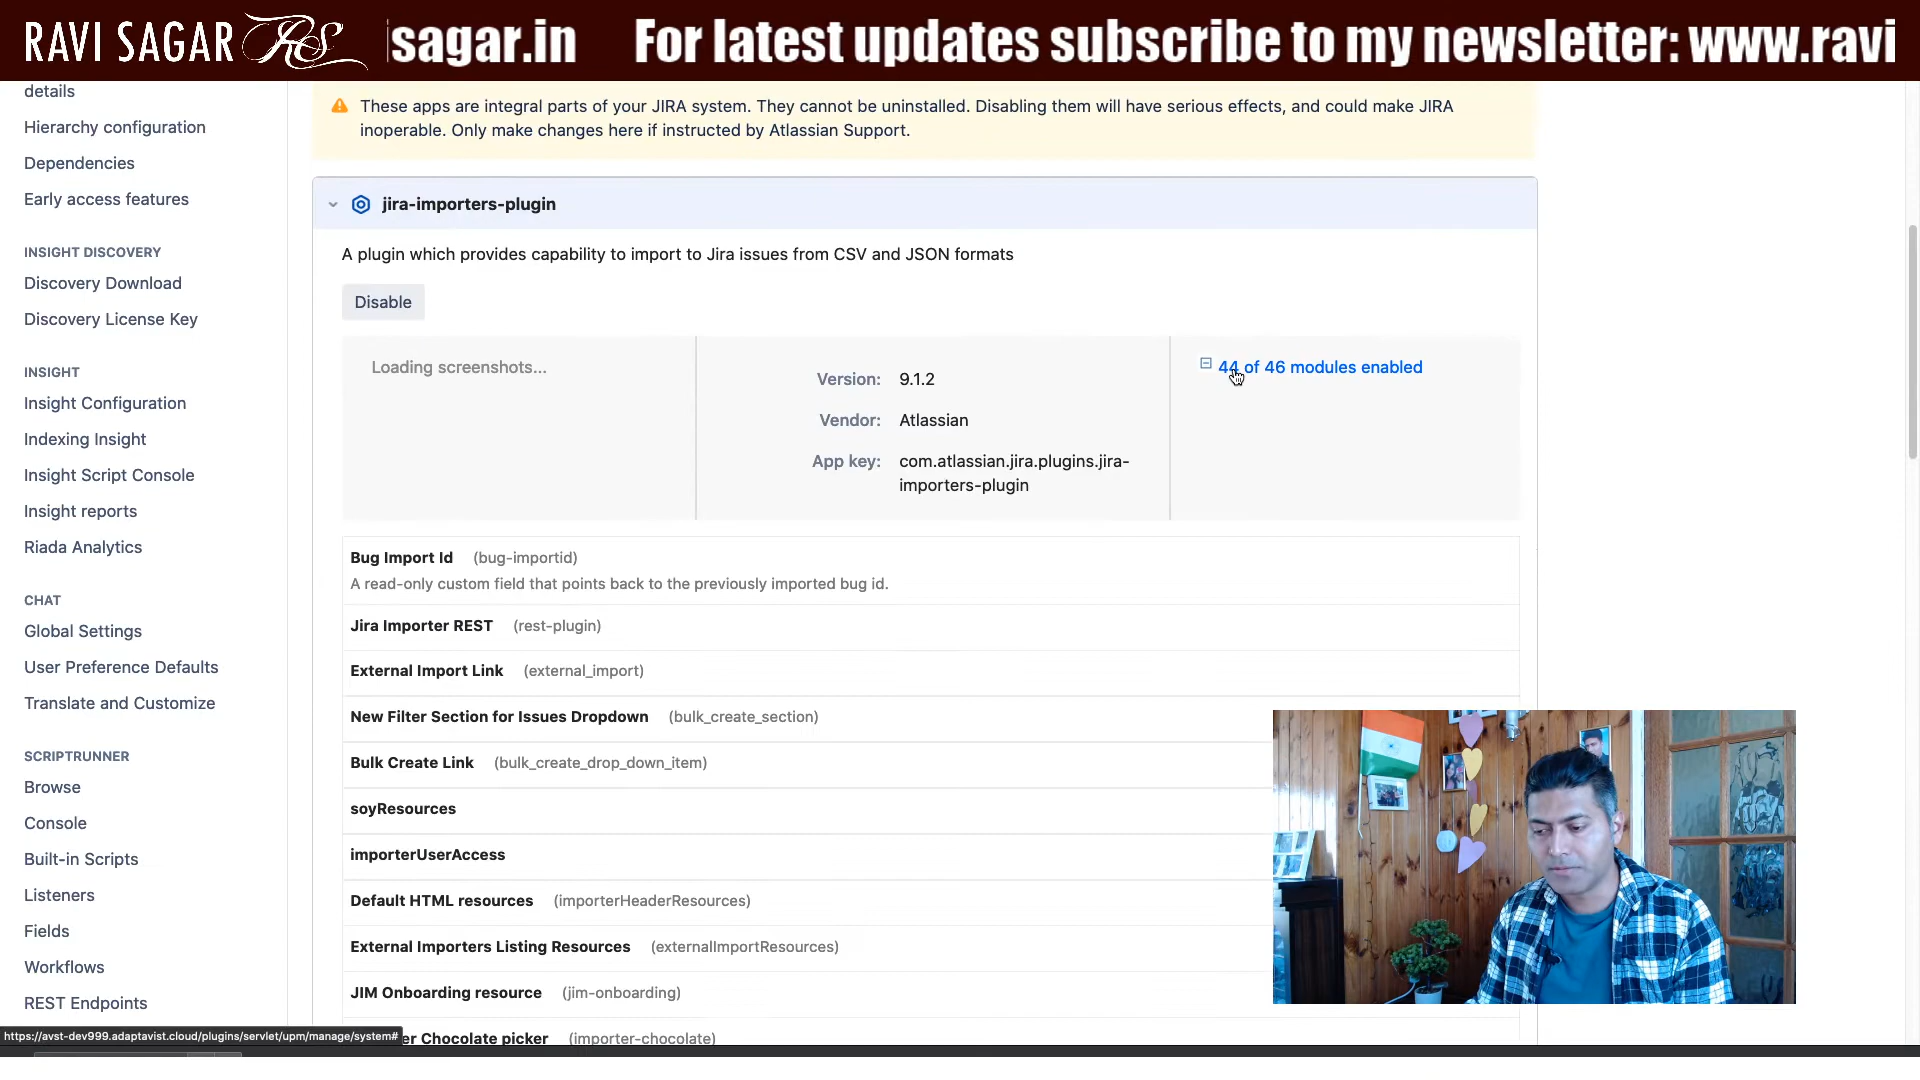 RAVI SAGAR RS
sagar.in For latest updates subscribe to my newsletter: www.ravi
details
Hierarchy configuration
Dependencies
Early access features
INSIGHT DISCOVERY
Discovery Download
Discovery License Key
INSIGHT
Insight Configuration
Indexing Insight
Insight Script Console
Insight reports
Riada Analytics
CHAT
Global Settings
User Preference Defaults
Translate and Customize
SCRIPTRUNNER
Browse
Console
Built-in Scripts
Listeners
Fields
Workflows
REST Endpoints
https://avst-dev999.adaptavist.cloud/plugins/servlet/upm/manage/system#
These apps are integral parts of your JIRA system. They cannot be uninstalled. Disabling them will have serious effects, and could make JIRA
inoperable. Only make changes here if instructed by Atlassian Support.
jira-importers-plugin
A plugin which provides capability to import to Jira issues from CSV and JSON formats
Disable
Loading screenshots...
Version: 9.1.2
Vendor: Atlassian
App key: com.atlassian.jira.plugins.jira-
importers-plugin
44 of 46 modules enabled
Bug Import Id (bug-importid)
A read-only custom field that points back to the previously imported bug id.
Jira Importer REST (rest-plugin)
External Import Link (external_import)
New Filter Section for Issues Dropdown (bulk_create_section)
Bulk Create Link (bulk_create_drop_down_item)
soyResources
importerUserAccess
Default HTML resources (importerHeaderResources)
External Importers Listing Resources (externalImportResources)
JIM Onboarding resource (jim-onboarding)
er Chocolate picker (importer-chocolate)